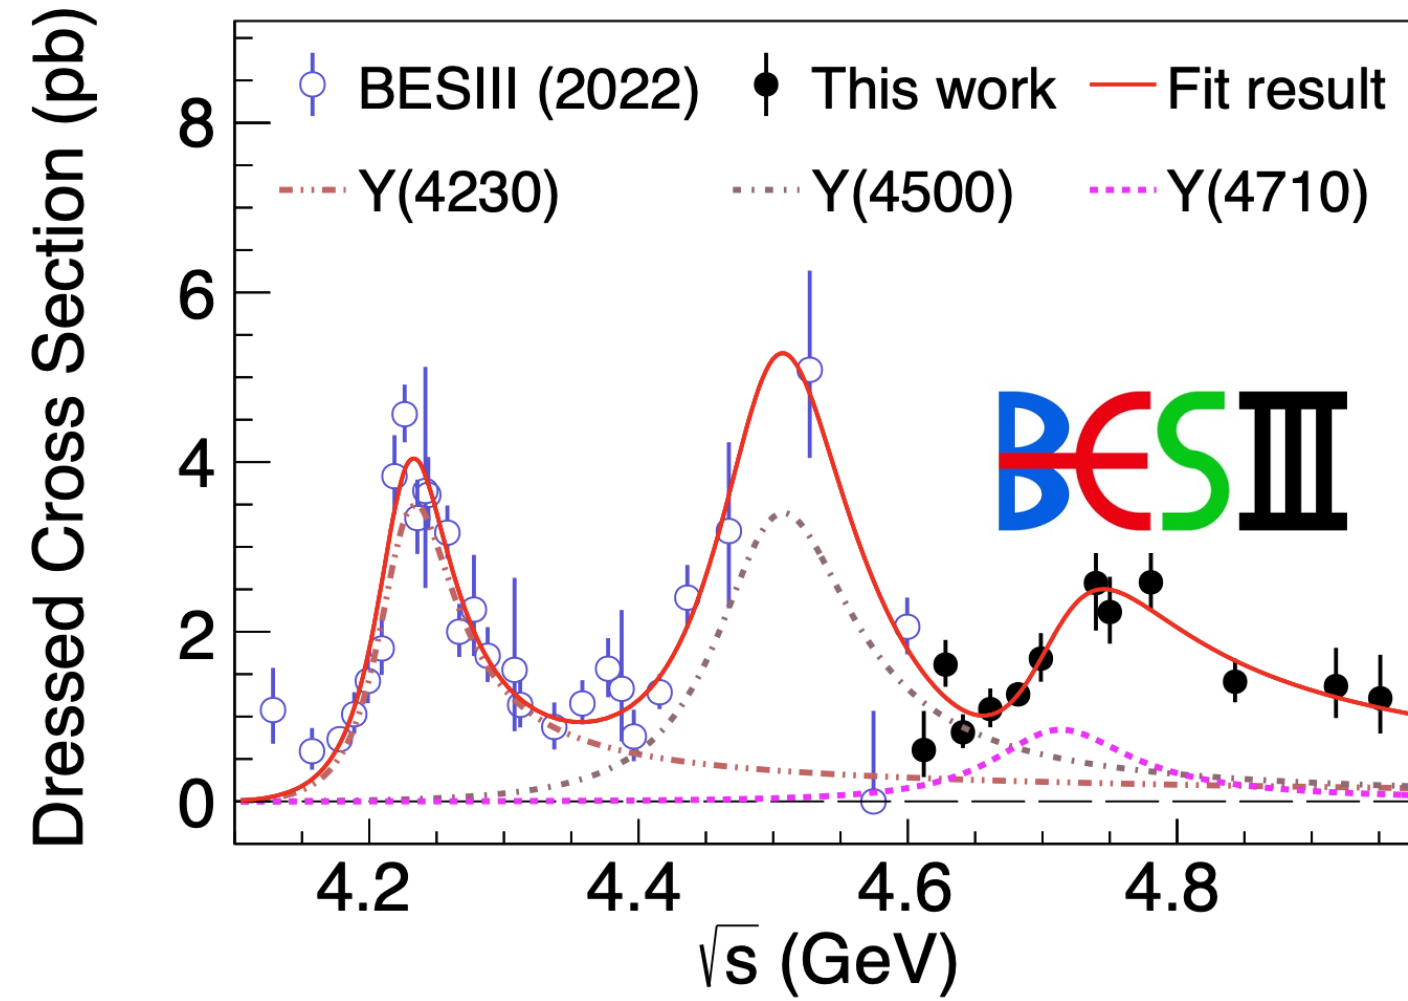 Dressed Cross Section (pb)
BESIII (2022) This work Fit result
Y(4230) Y(4500) Y(4710)
8
6
4
2
0
BESIII
4.2 4.4 4.6 4.8
√s (GeV)